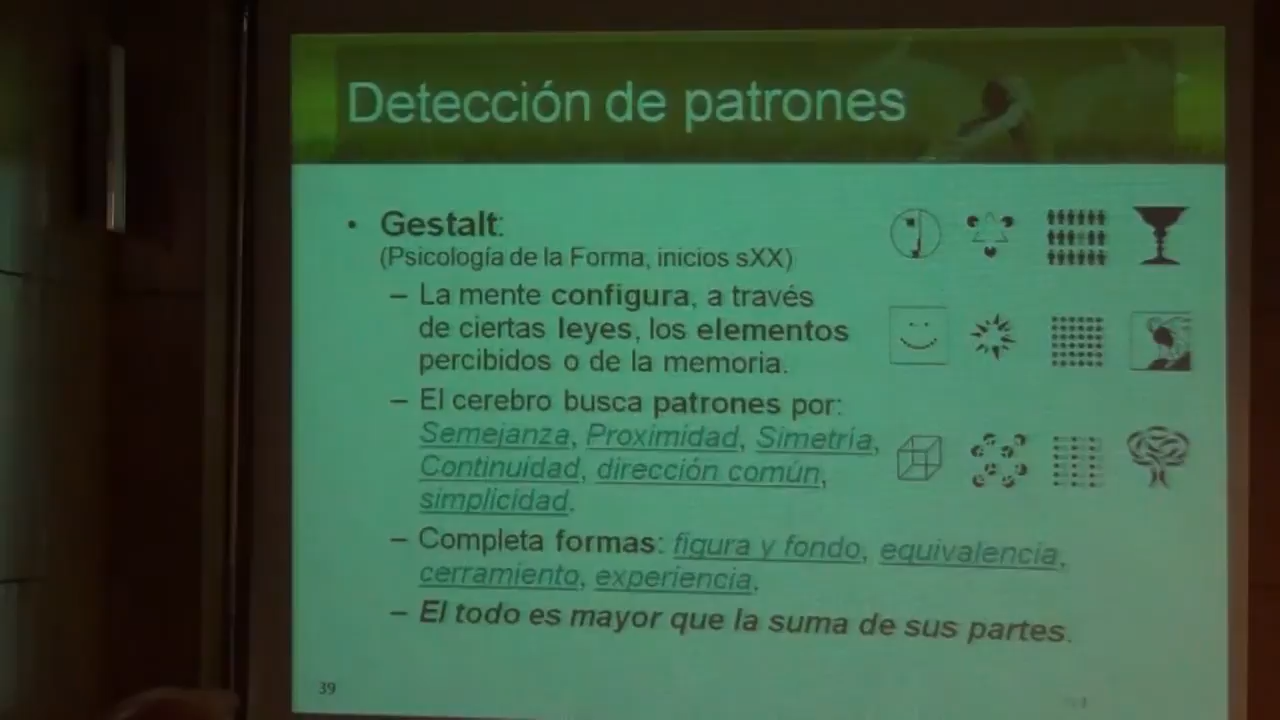 Detección de patrones
• Gestalt:
(Psicología de la Forma, inicios sXX)
– La mente configura, a través
de ciertas leyes, los elementos
percibidos o de la memoria.
– El cerebro busca patrones por:
Semejanza, Proximidad, Simetría,
Continuidad, dirección común,
simplicidad.
– Completa formas: figura y fondo, equivalencia,
cerramiento, experiencia.
– El todo es mayor que la suma de sus partes.
39